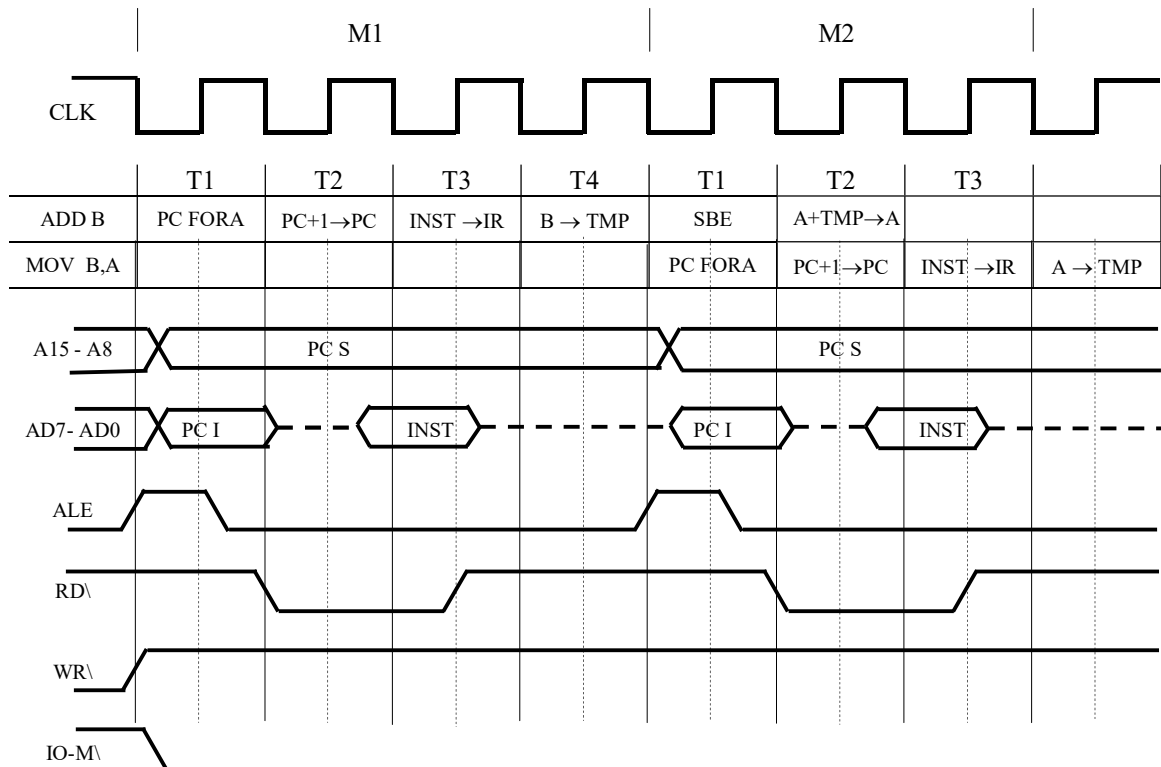 M1 M2
CLK
T1 T2 T3 T4 T1 T2 T3
ADD B PC FORA PC+1→PC INST →IR B → TMP SBE A+TMP→A
MOV B,A PC FORA PC+1→PC INST →IR A → TMP
A15 - A8 PC S PC S
AD7- AD0 PC I INST PC I INST
ALE
RD\
WR\
IO-M\